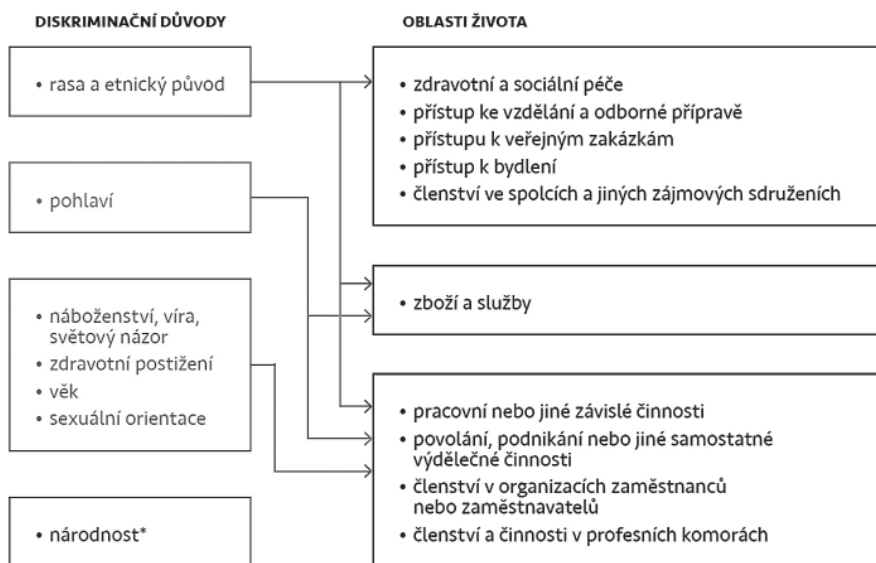 DISKRIMINAČNÍ DŮVODY
• rasa a etnický původ
• pohlaví
• náboženství, víra,
světový názor
• zdravotní postižení
• věk
• sexuální orientace
• národnost*
OBLASTI ŽIVOTA
• zdravotní a sociální péče
• přístup ke vzdělání a odborné přípravě
• přístupu k veřejným zakázkám
• přístup k bydlení
• členství ve spolcích a jiných zájmových sdruženích
• zboží a služby
• pracovní nebo jiné závislé činnosti
• povolání, podnikání nebo jiné samostatné
výdělečné činnosti
• členství v organizacích zaměstnanců
nebo zaměstnavatelů
• členství a činnosti v profesních komorách